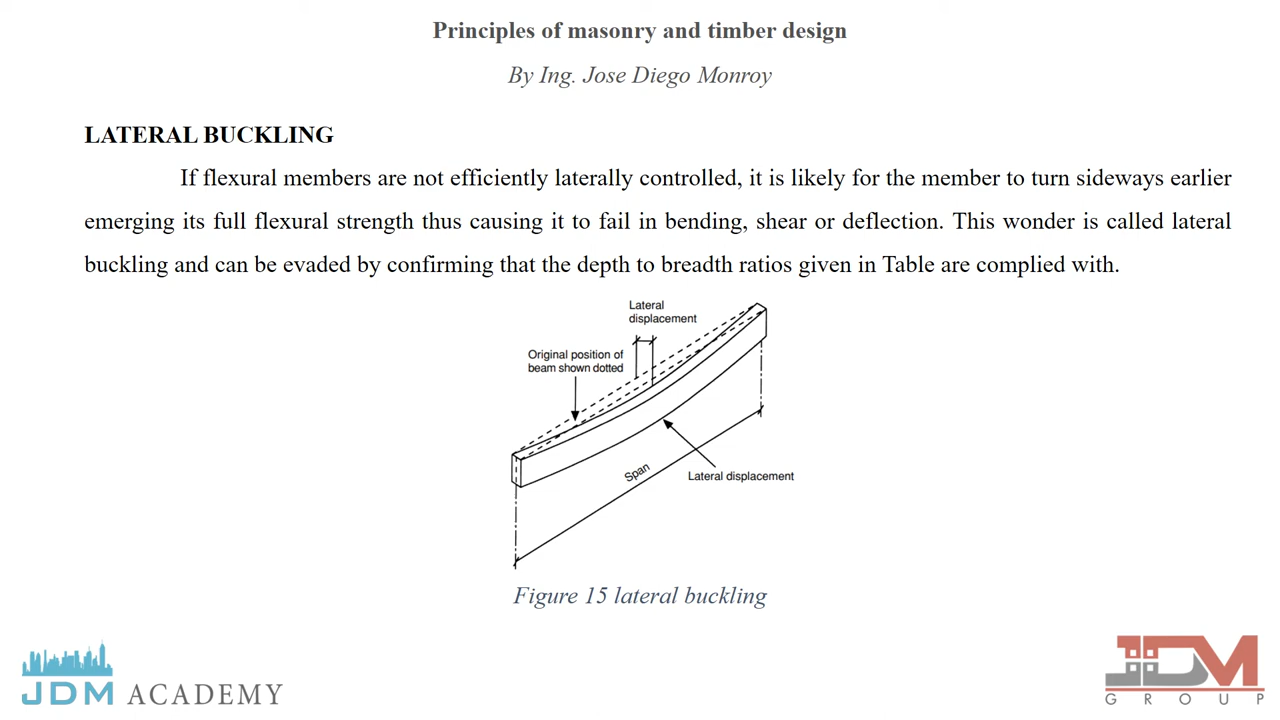 Principles of masonry and timber design
By Ing. Jose Diego Monroy
LATERAL BUCKLING
If flexural members are not efficiently laterally controlled, it is likely for the member to turn sideways earlier
emerging its full flexural strength thus causing it to fail in bending, shear or deflection. This wonder is called lateral
buckling and can be evaded by confirming that the depth to breadth ratios given in Table are complied with.
Lateral
displacement
Original position of
beam shown dotted
Span
Lateral displacement
Figure 15 lateral buckling
JDM ACADEMY
JDM
GROUP